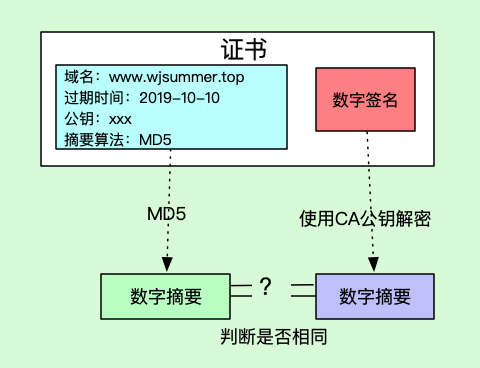 证书
域名：www.wjsummer.top
过期时间：2019-10-10
公钥：xxx
摘要算法：MD5
数字签名
MD5
使用CA公钥解密
数字摘要
?
数字摘要
判断是否相同